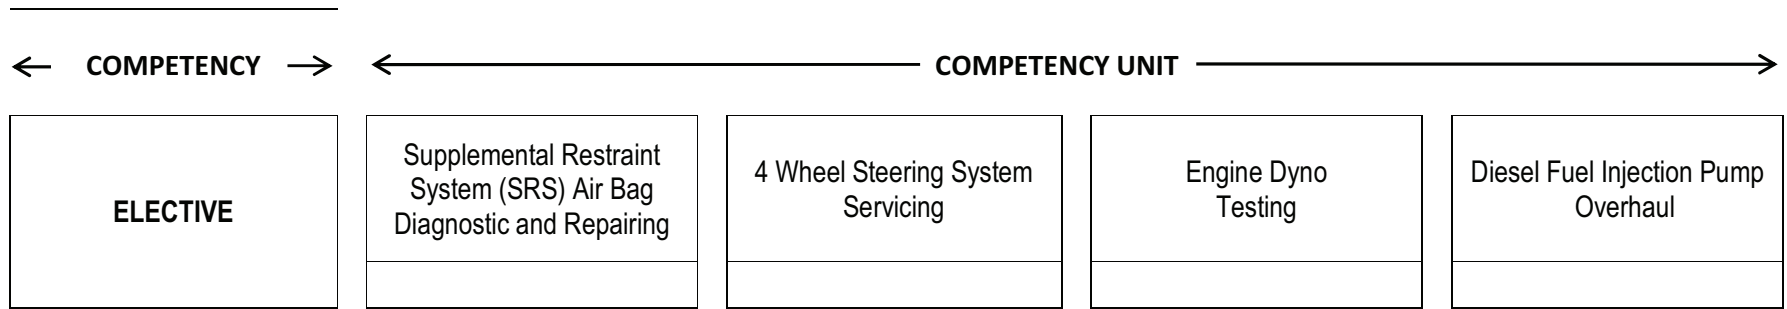 COMPETENCY
COMPETENCY UNIT
ELECTIVE
Supplemental Restraint
System (SRS) Air Bag
Diagnostic and Repairing
4 Wheel Steering System
Servicing
Engine Dyno
Testing
Diesel Fuel Injection Pump
Overhaul